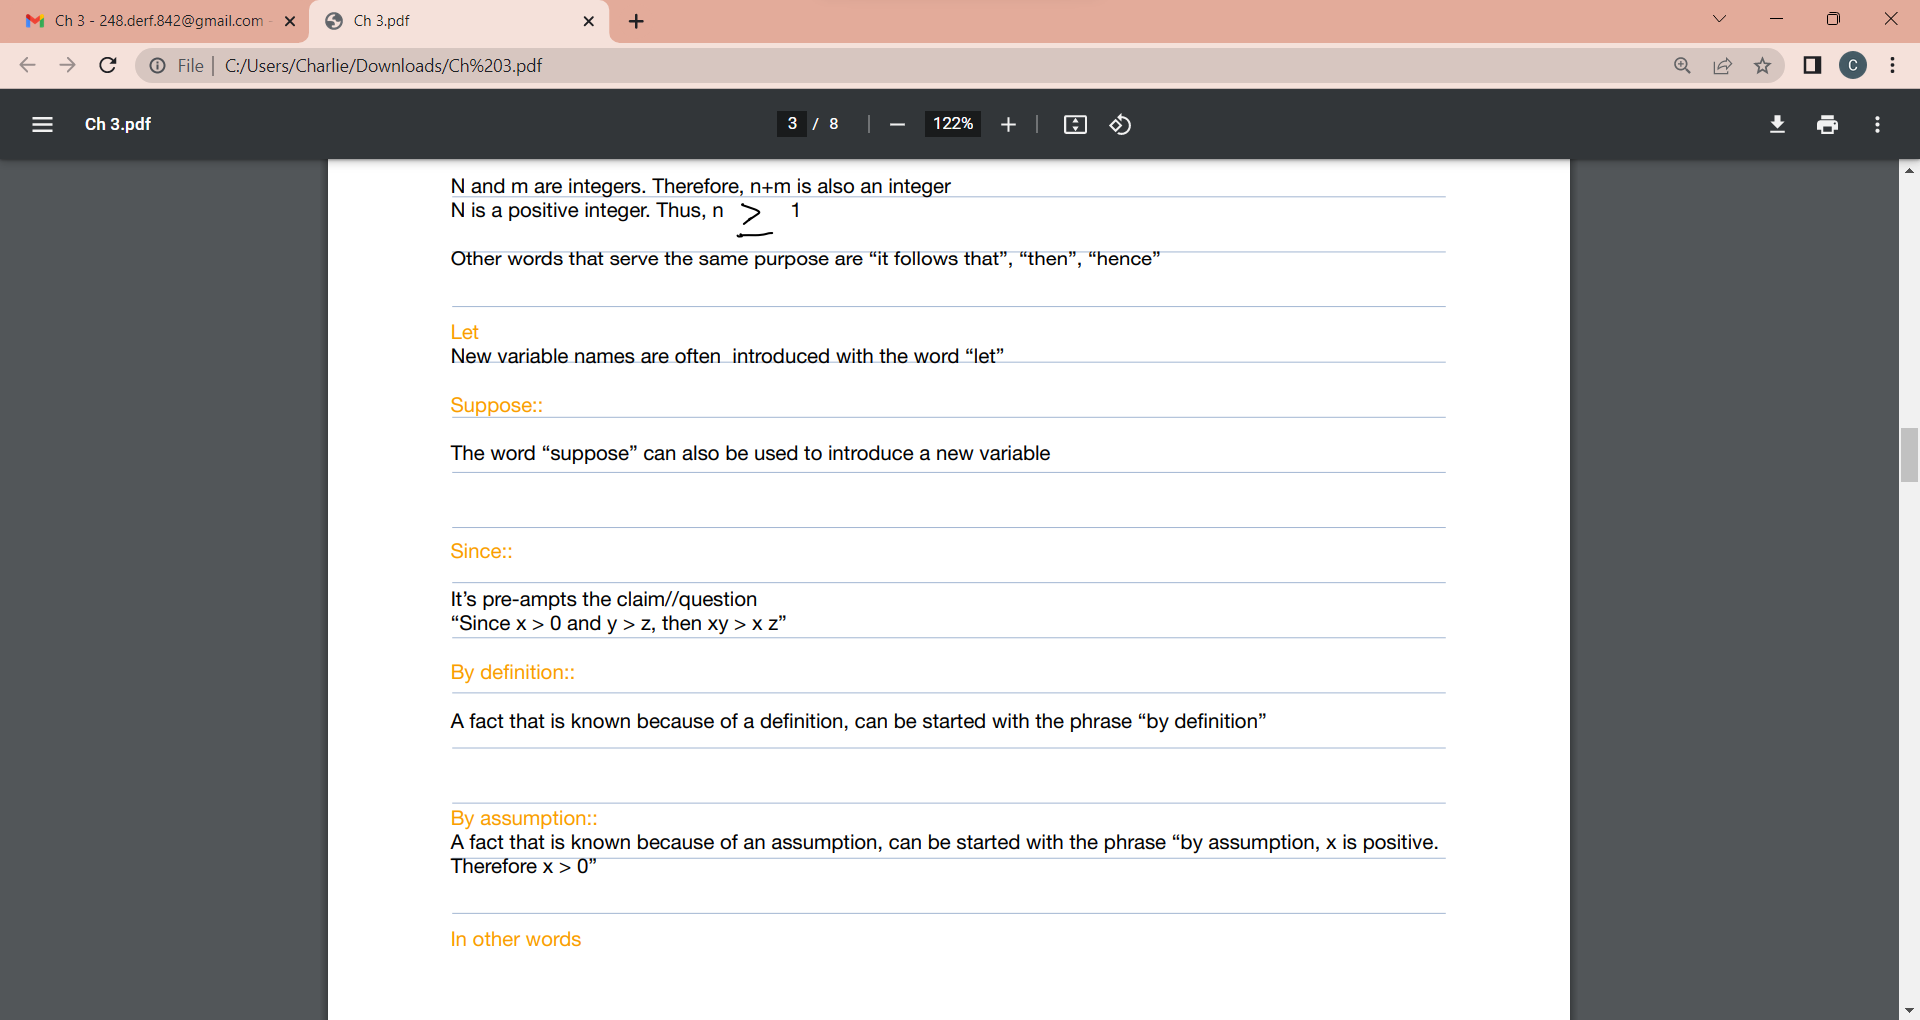 Ch 3 - 248.derf.842@gmail.com -
Ch 3.pdf
File | C:/Users/Charlie/Downloads/Ch%203.pdf
C
Ch 3.pdf
3 / 8
122%
N and m are integers. Therefore, n+m is also an integer
N is a positive integer. Thus, n ≥ 1
Other words that serve the same purpose are “it follows that”, “then”, “hence”
Let
New variable names are often introduced with the word “let”
Suppose::
The word “suppose” can also be used to introduce a new variable
Since::
It’s pre-ampts the claim//question
“Since x > 0 and y > z, then xy > x z”
By definition::
A fact that is known because of a definition, can be started with the phrase “by definition”
By assumption::
A fact that is known because of an assumption, can be started with the phrase “by assumption, x is positive.
Therefore x > 0”
In other words